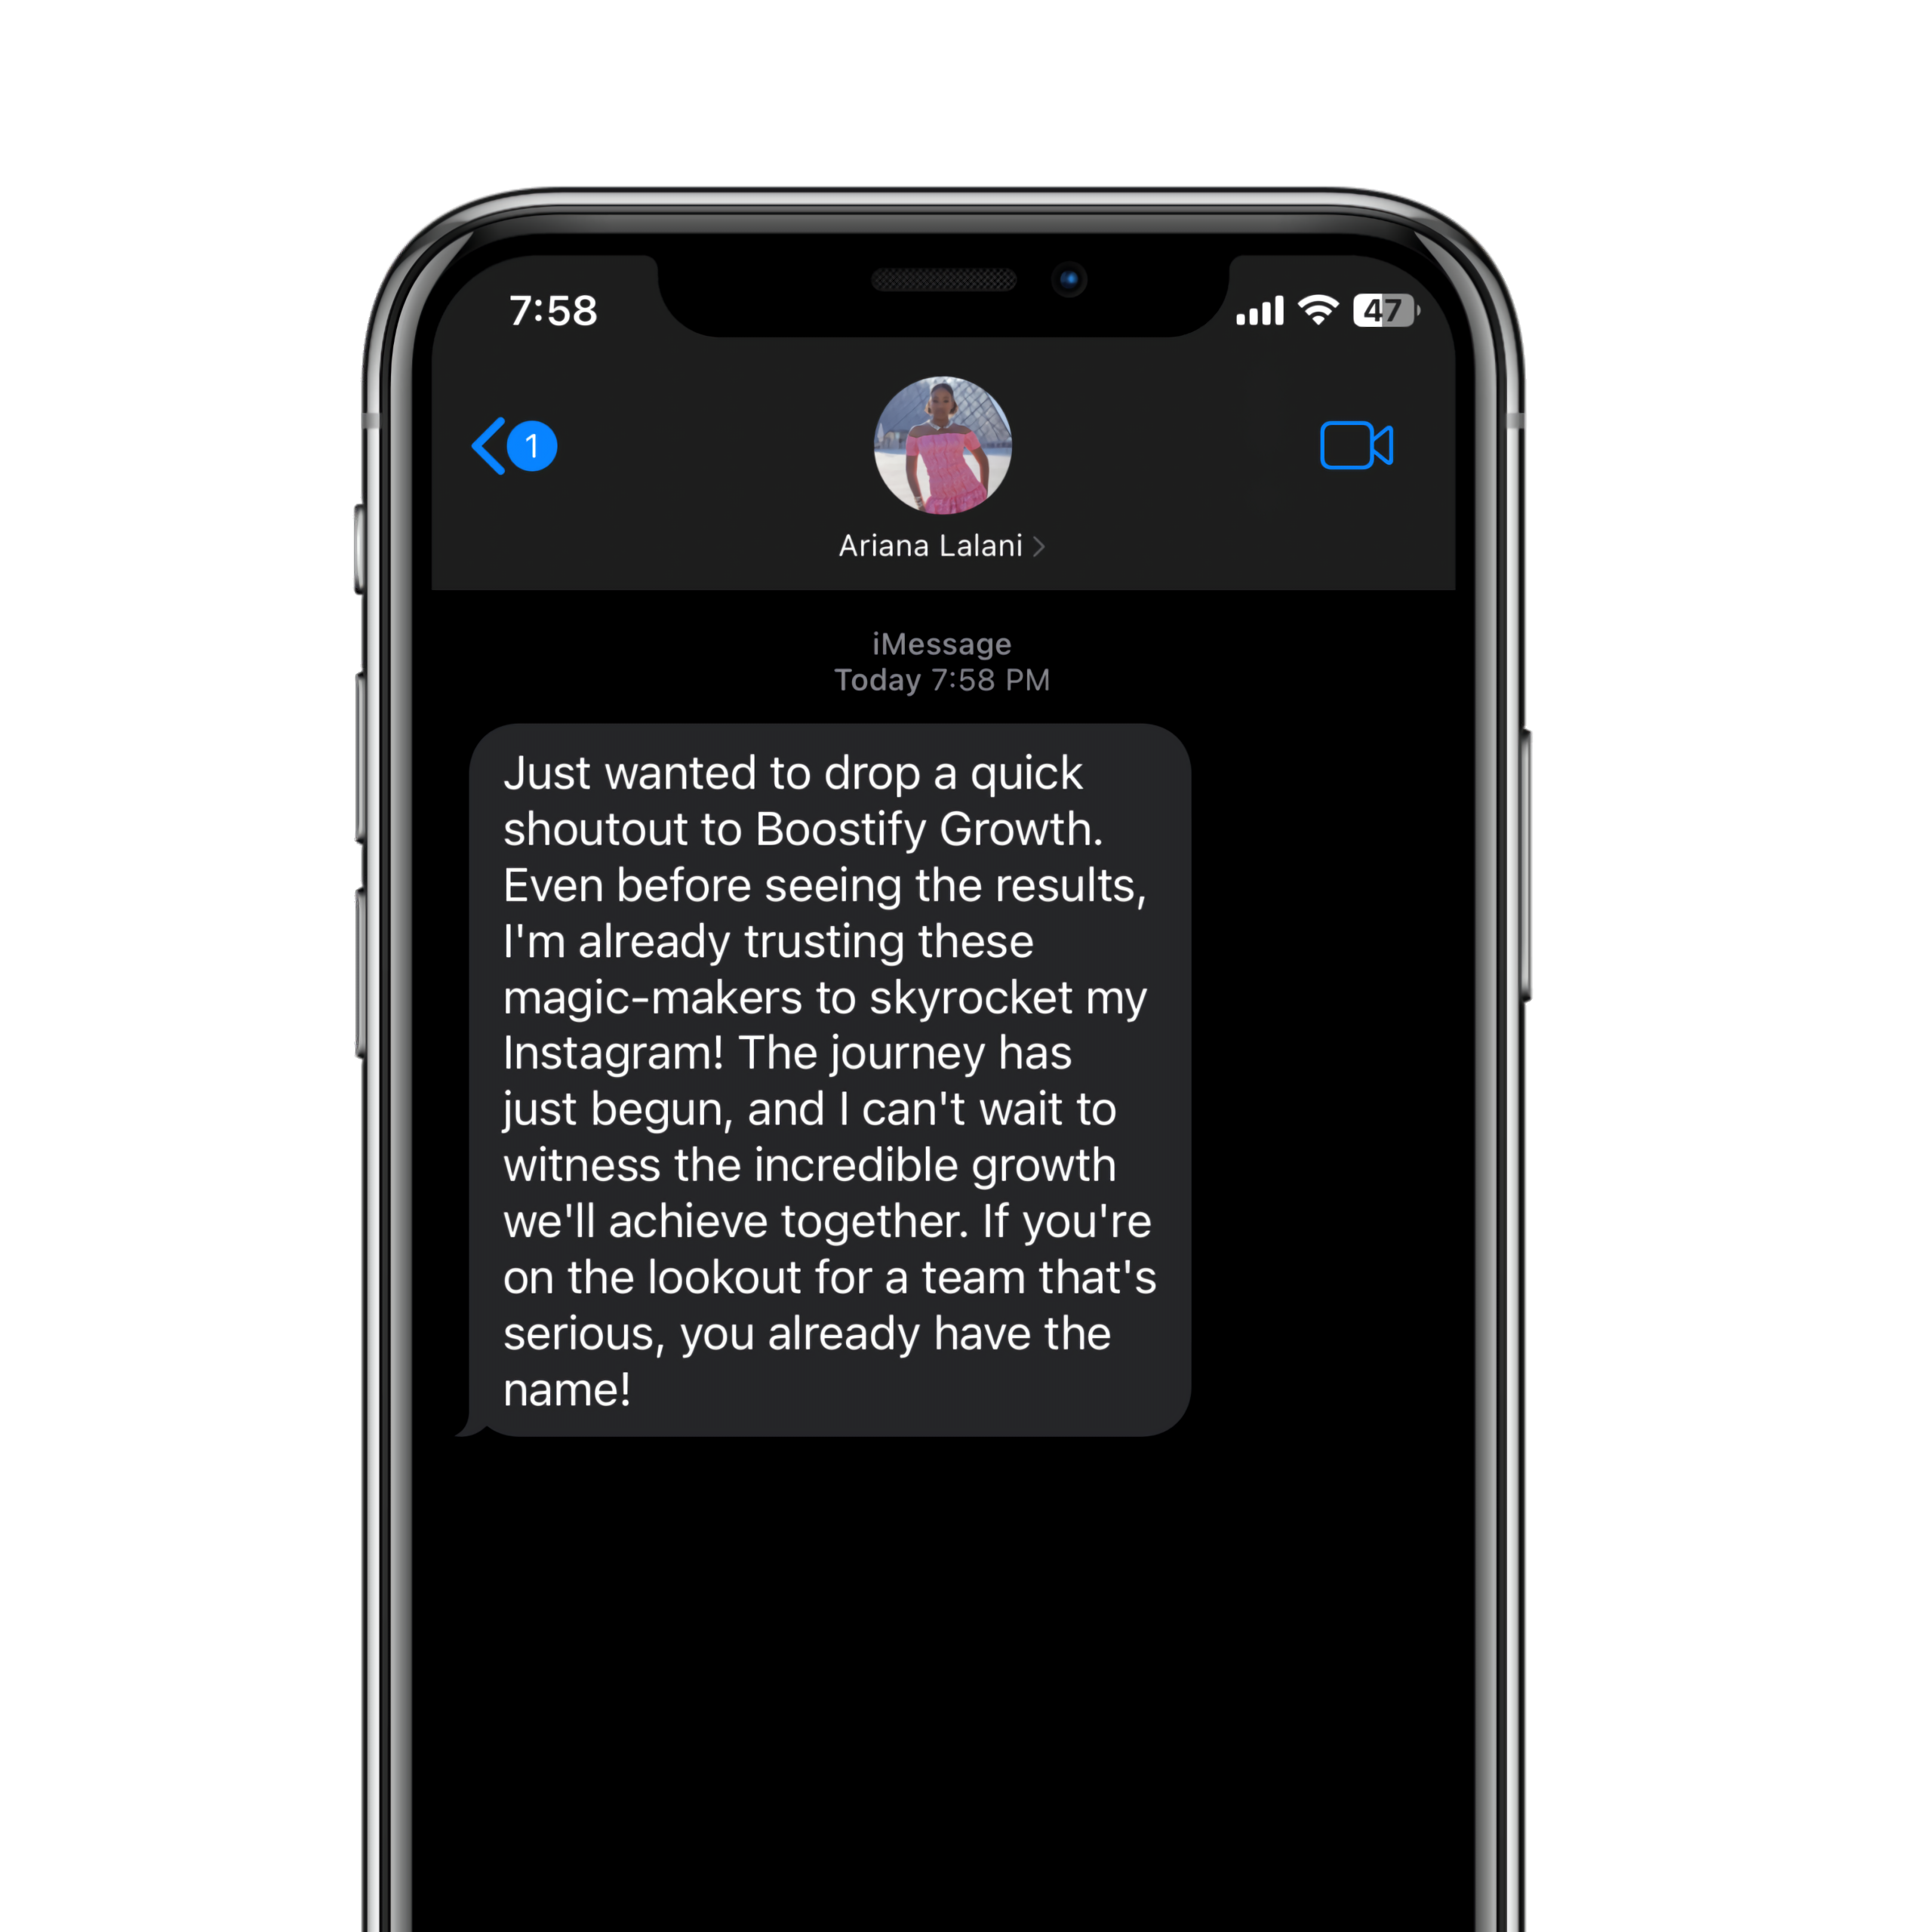 7:58
47
1
Ariana Lalani
iMessage
Today 7:58 PM
Just wanted to drop a quick
shoutout to Boostify Growth.
Even before seeing the results,
I'm already trusting these
magic-makers to skyrocket my
Instagram! The journey has
just begun, and I can't wait to
witness the incredible growth
we'll achieve together. If you're
on the lookout for a team that's
serious, you already have the
name!